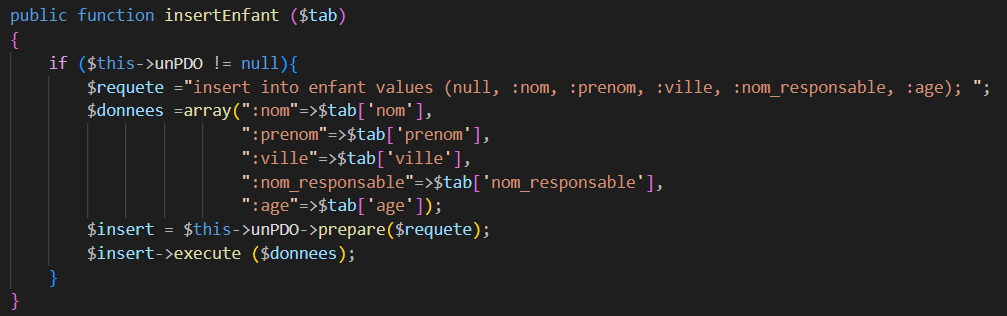 public function insertEnfant ($tab)
{
    if ($this->unPDO != null){
        $requete ="insert into enfant values (null, :nom, :prenom, :ville, :nom_responsable, :age); ";
        $donnees =array(":nom"=>$tab['nom'],
                        ":prenom"=>$tab['prenom'],
                        ":ville"=>$tab['ville'],
                        ":nom_responsable"=>$tab['nom_responsable'],
                        ":age"=>$tab['age']);
        $insert = $this->unPDO->prepare($requete);
        $insert->execute ($donnees);
    }
}